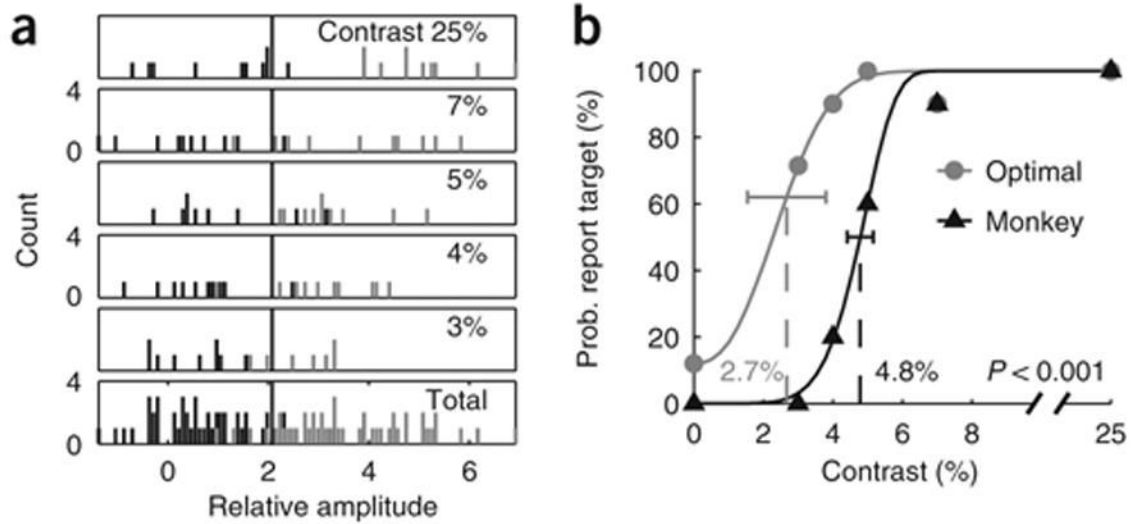 a
Contrast 25%
4
7%
0
5%
4
4%
0
3%
4
Total
0
0 2 4 6
Relative amplitude
Count
b
100
80
60
40
20
0
Prob. report target (%)
Optimal
Monkey
2.7%
4.8%
P < 0.001
0 2 4 6 8 25
Contrast (%)